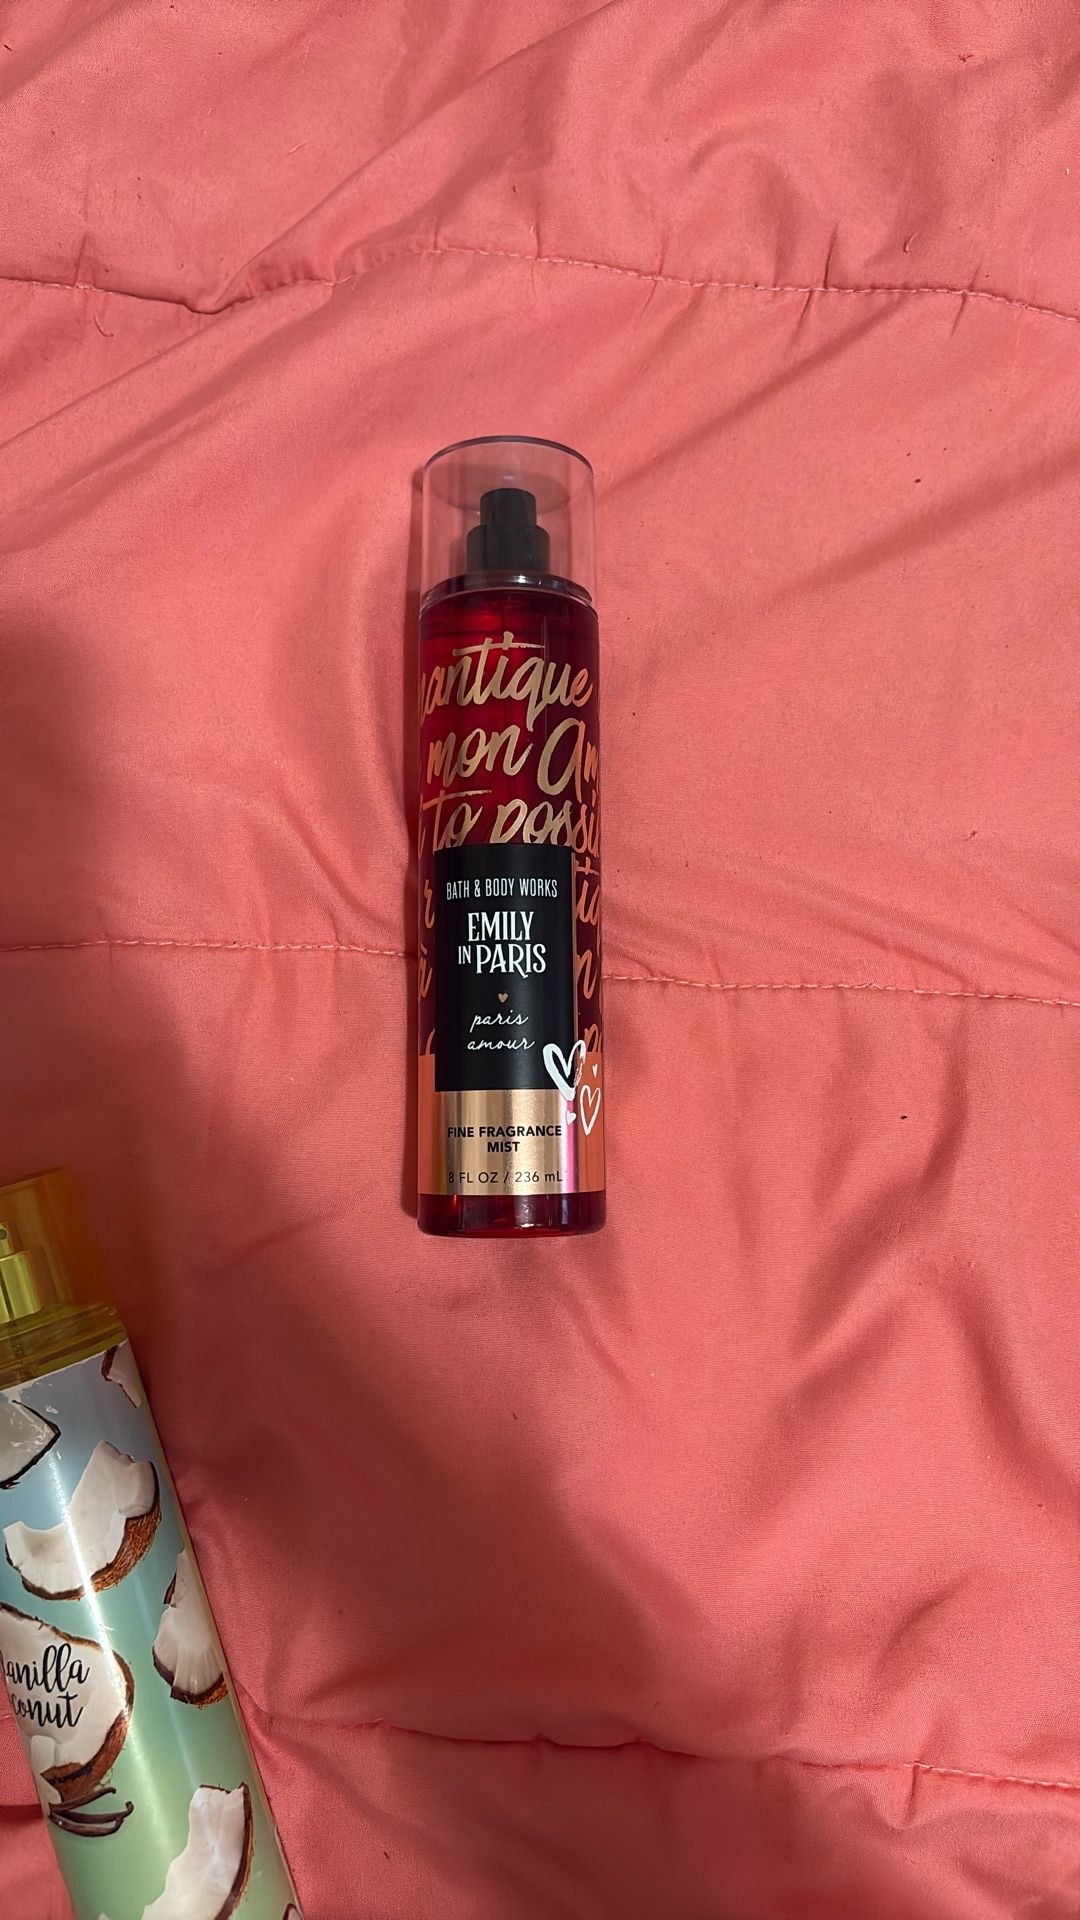 antique
mon Am
to possi
BATH & BODY WORKS
EMILY
IN PARIS
paris
amour
FINE FRAGRANCE
MIST
8 FL OZ / 236 mL
anilla
conut